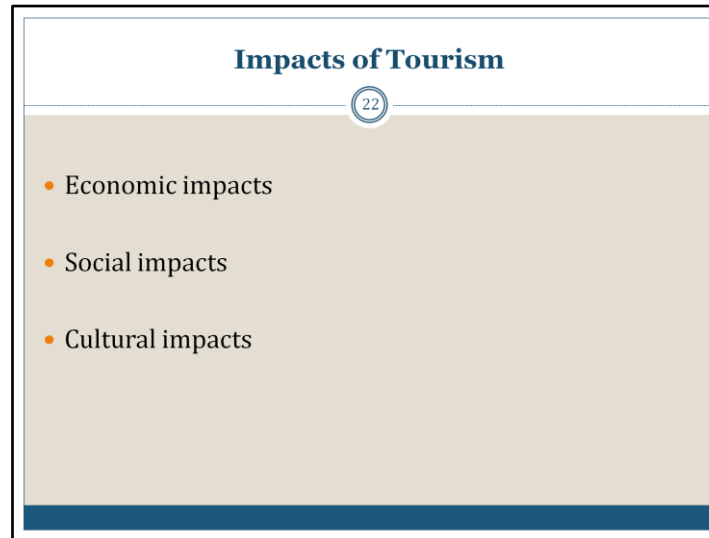 Impacts of Tourism
22
• Economic impacts
• Social impacts
• Cultural impacts